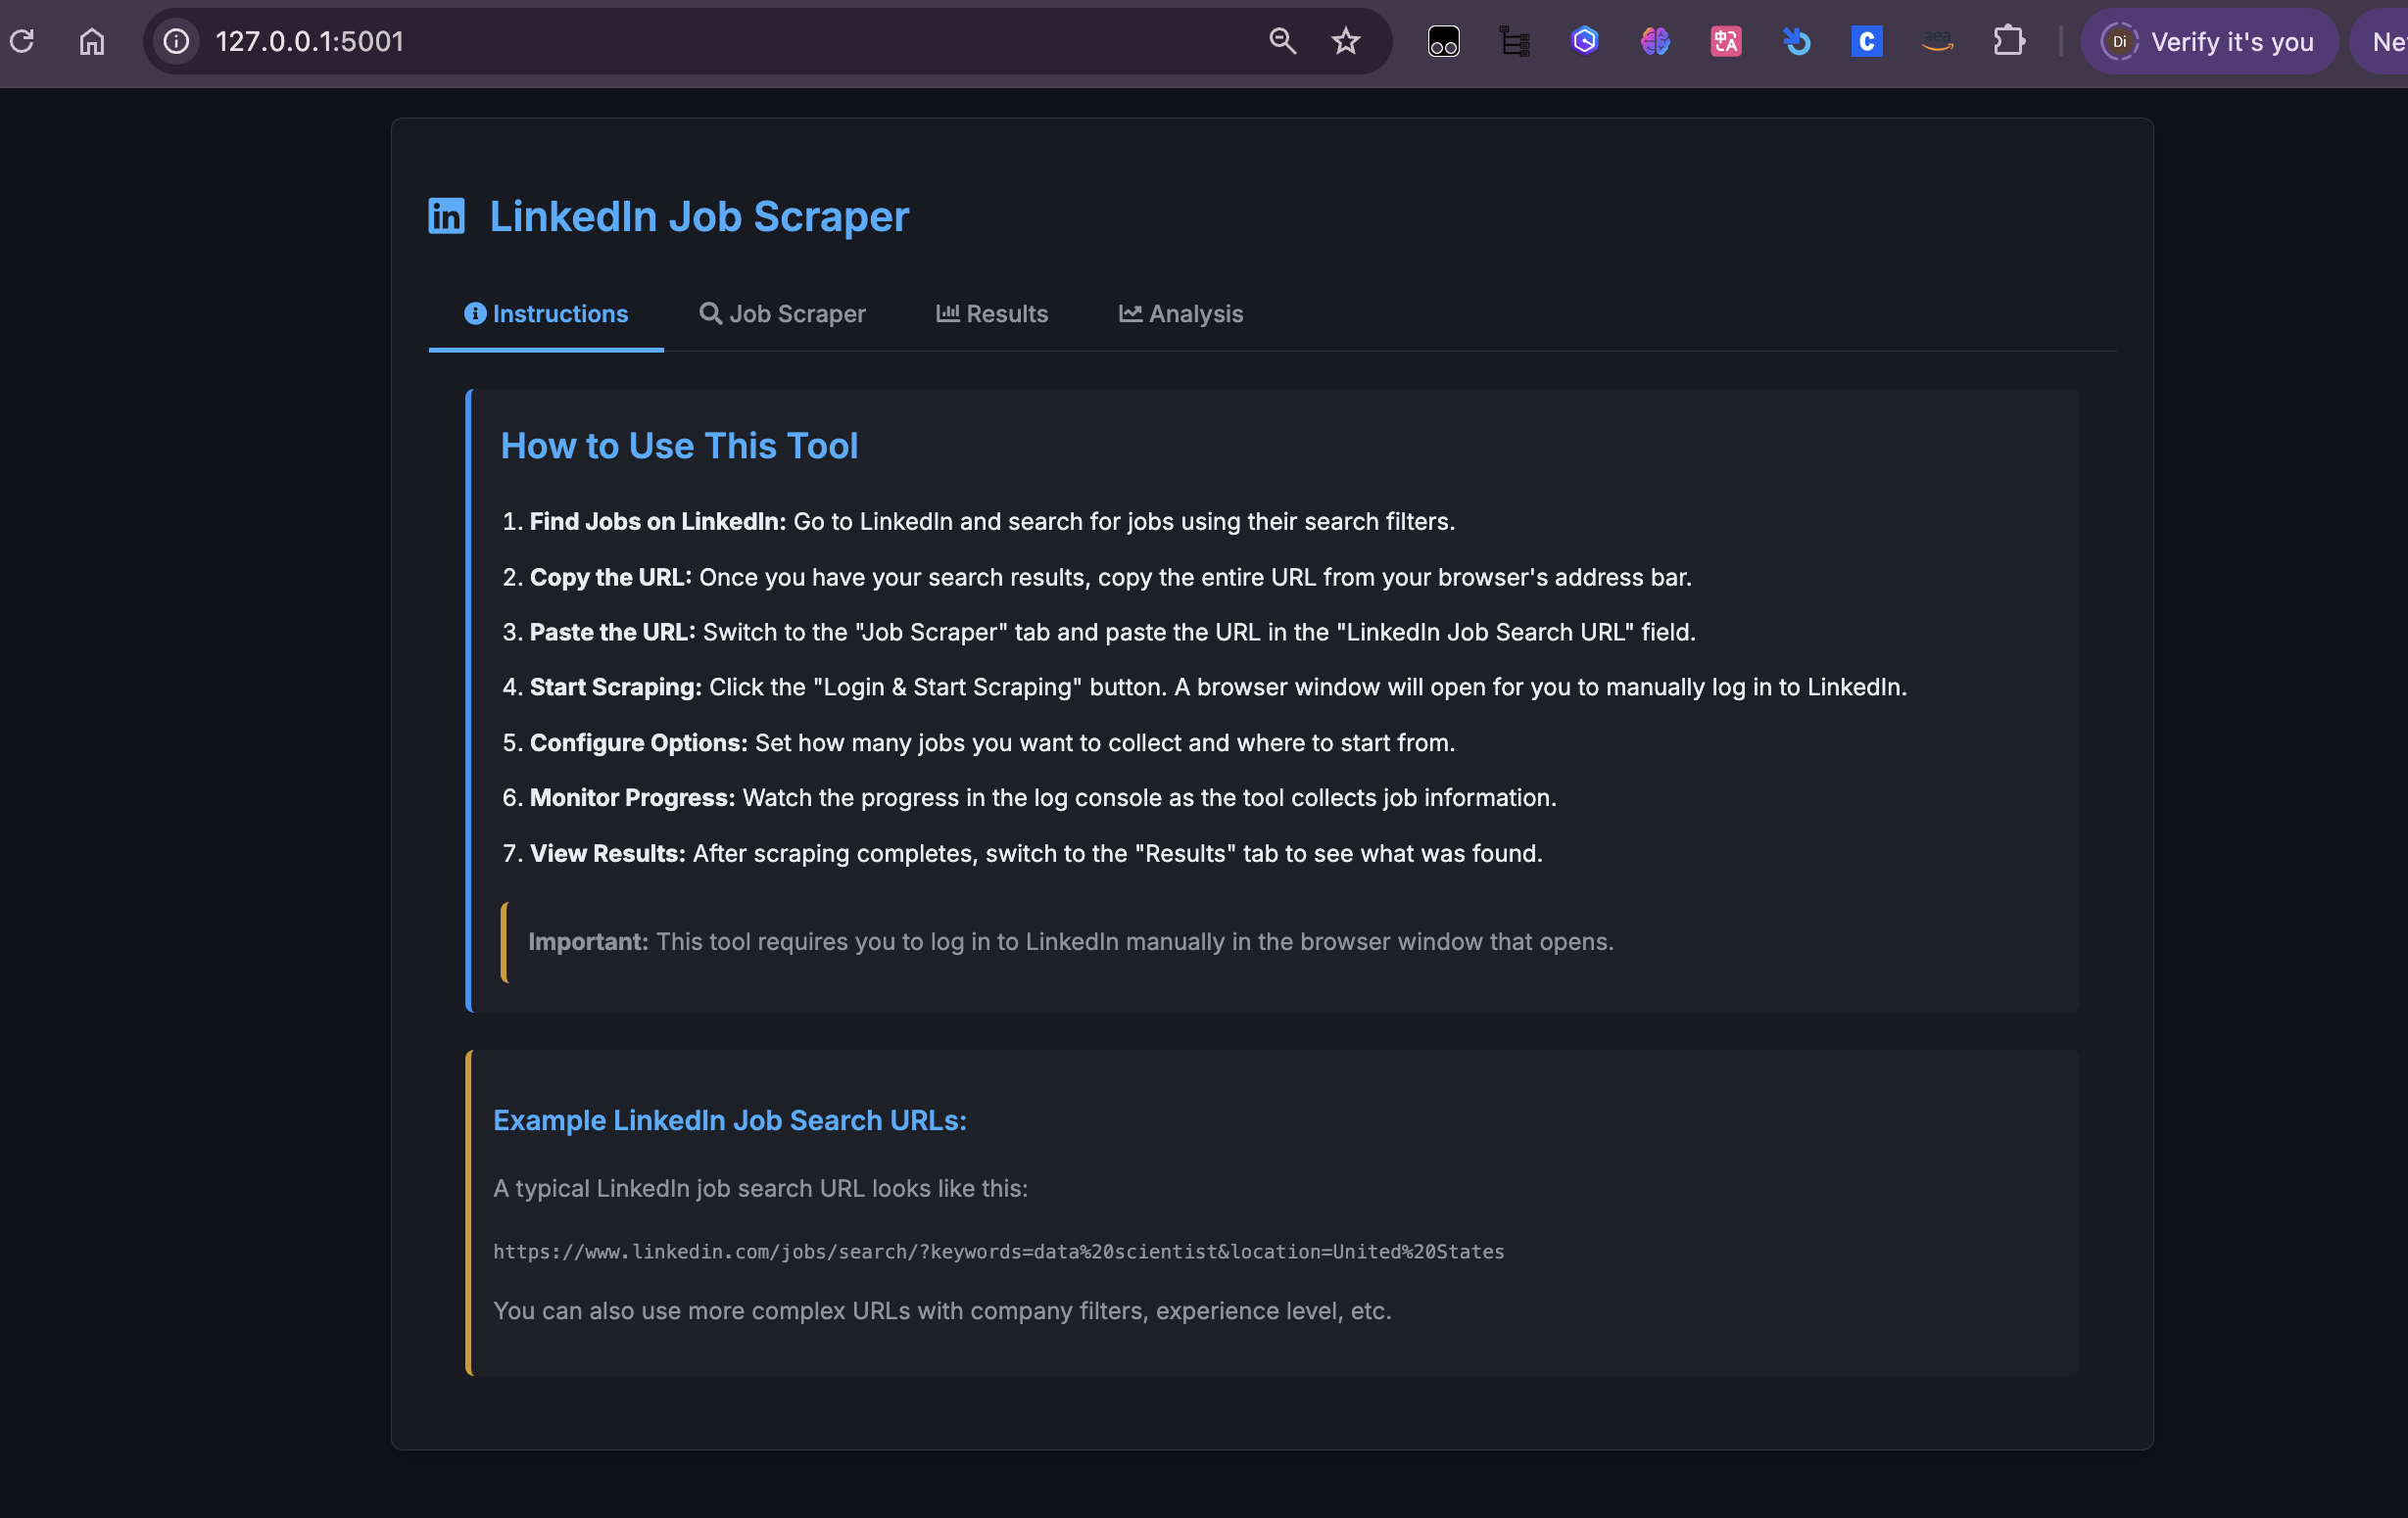 127.0.0.1:5001
Di
Verify it's you
LinkedIn Job Scraper
Instructions
Job Scraper
Results
Analysis
How to Use This Tool
1. Find Jobs on LinkedIn: Go to LinkedIn and search for jobs using their search filters.
2. Copy the URL: Once you have your search results, copy the entire URL from your browser's address bar.
3. Paste the URL: Switch to the "Job Scraper" tab and paste the URL in the "LinkedIn Job Search URL" field.
4. Start Scraping: Click the "Login & Start Scraping" button. A browser window will open for you to manually log in to LinkedIn.
5. Configure Options: Set how many jobs you want to collect and where to start from.
6. Monitor Progress: Watch the progress in the log console as the tool collects job information.
7. View Results: After scraping completes, switch to the "Results" tab to see what was found.
Important: This tool requires you to log in to LinkedIn manually in the browser window that opens.
Example LinkedIn Job Search URLs:
A typical LinkedIn job search URL looks like this:
https://www.linkedin.com/jobs/search/?keywords=data%20scientist&location=United%20States
You can also use more complex URLs with company filters, experience level, etc.